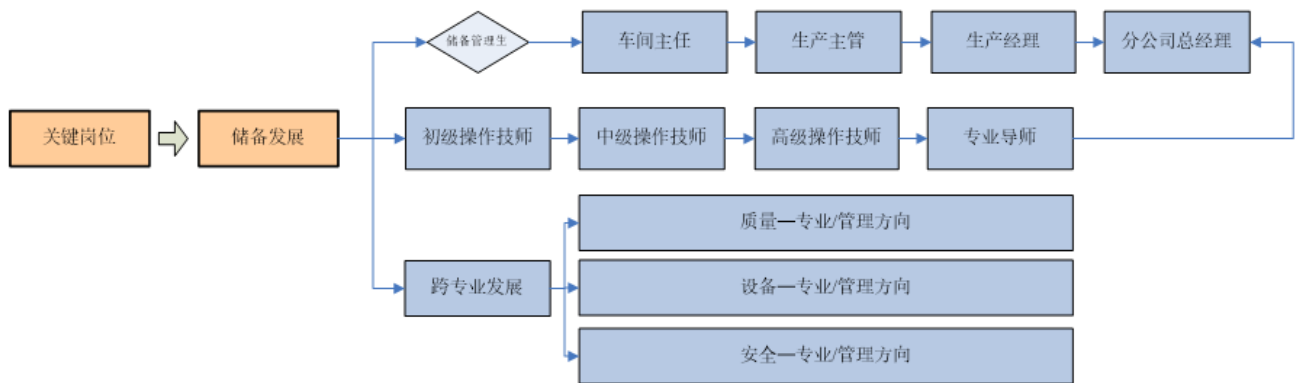 储备管理生
车间主任
生产主管
生产经理
分公司总经理
关键岗位
储备发展
初级操作技师
中级操作技师
高级操作技师
专业导师
质量—专业/管理方向
跨专业发展
设备—专业/管理方向
安全—专业/管理方向